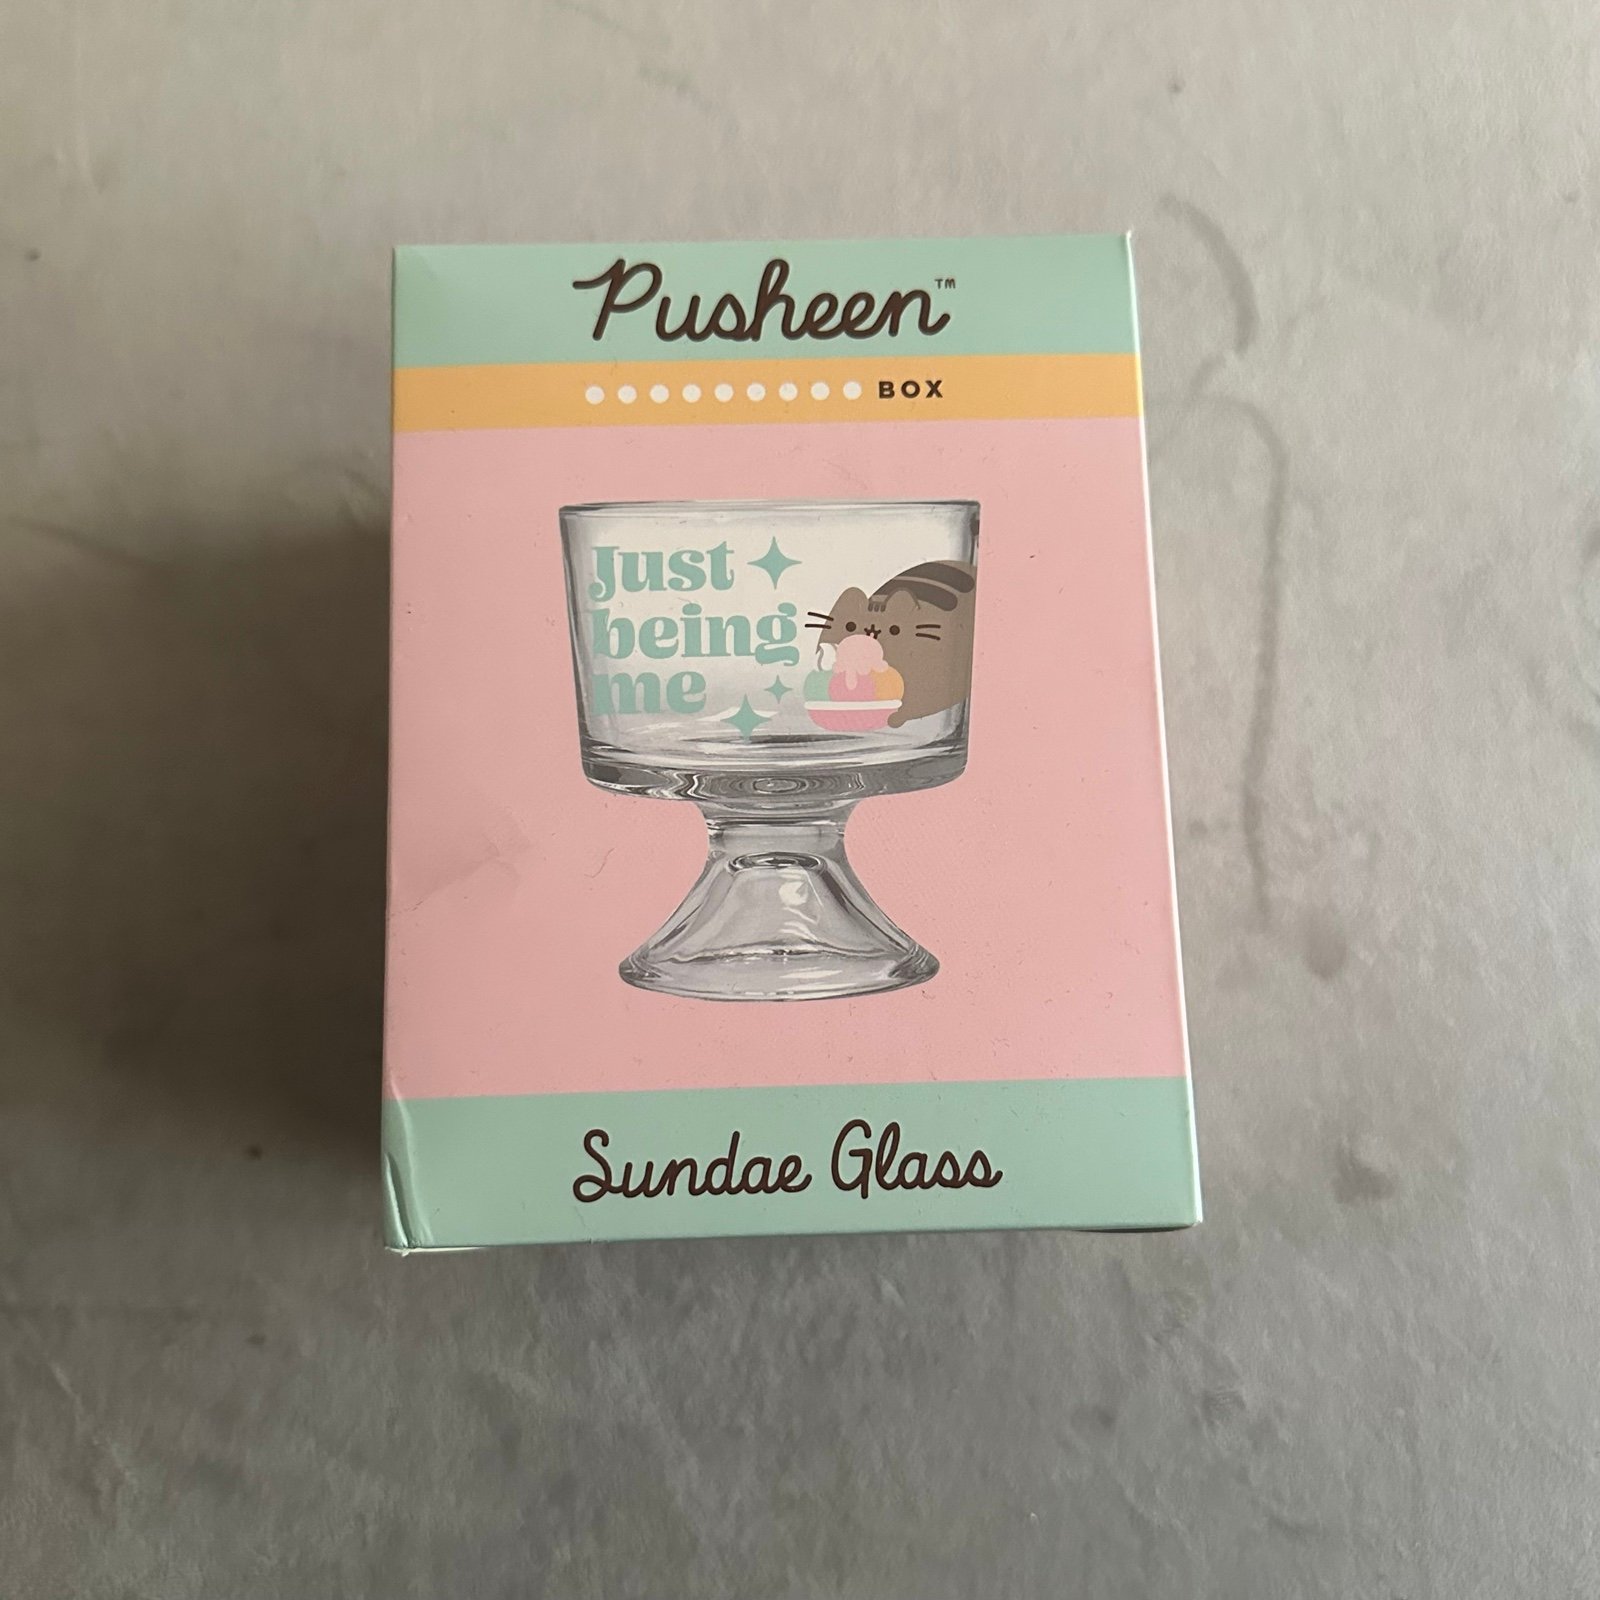 Pusheen™
BOX
Just
being
me
Sundae Glass